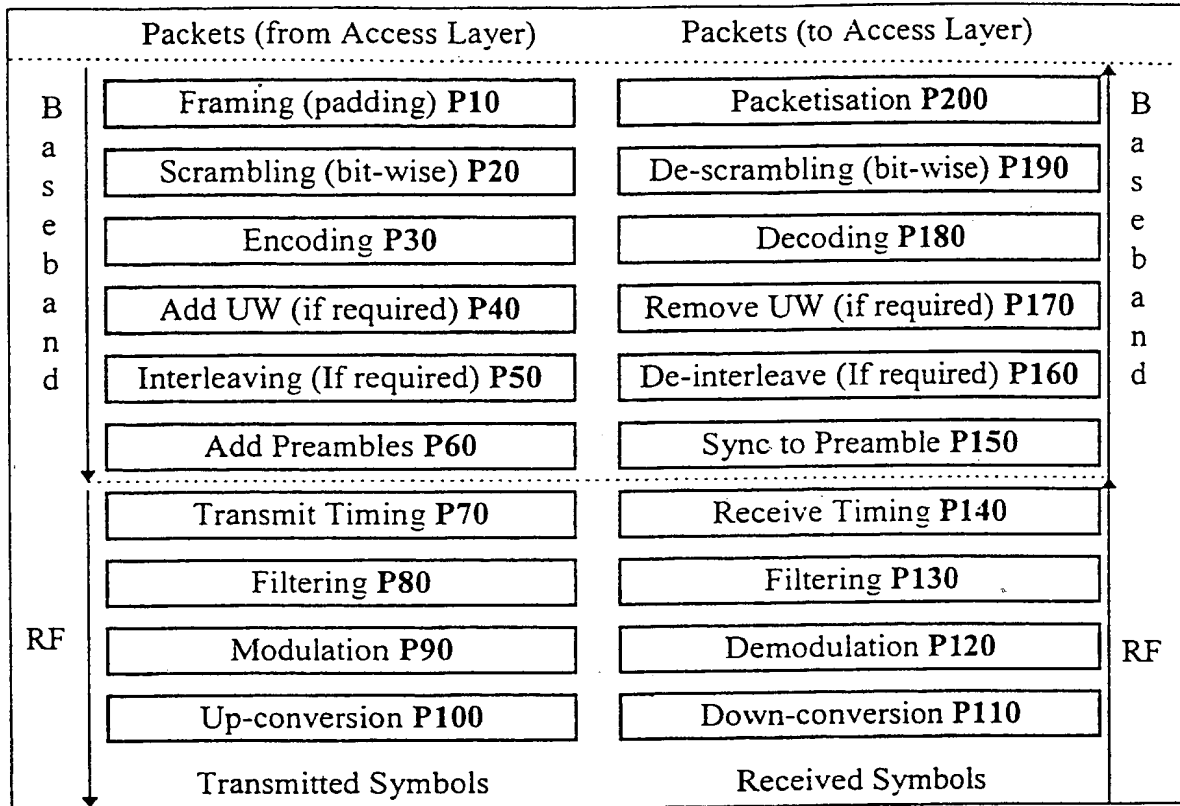 Packets (from Access Layer) Packets (to Access Layer)
Baseband
Framing (padding) P10
Scrambling (bit-wise) P20
Encoding P30
Add UW (if required) P40
Interleaving (If required) P50
Add Preambles P60
RF
Transmit Timing P70
Filtering P80
Modulation P90
Up-conversion P100
Transmitted Symbols
Packetisation P200
De-scrambling (bit-wise) P190
Decoding P180
Remove UW (if required) P170
De-interleave (If required) P160
Sync to Preamble P150
Baseband
Receive Timing P140
Filtering P130
Demodulation P120
Down-conversion P110
RF
Received Symbols